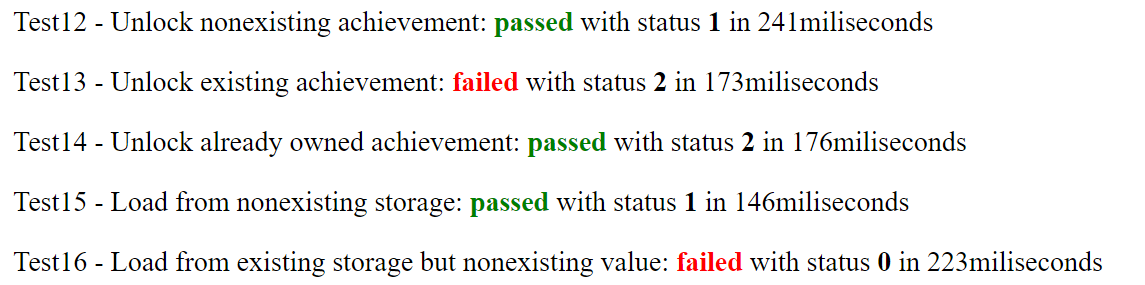 Test12 - Unlock nonexisting achievement: passed with status 1 in 241miliseconds
Test13 - Unlock existing achievement: failed with status 2 in 173miliseconds
Test14 - Unlock already owned achievement: passed with status 2 in 176miliseconds
Test15 - Load from nonexisting storage: passed with status 1 in 146miliseconds
Test16 - Load from existing storage but nonexisting value: failed with status 0 in 223miliseconds